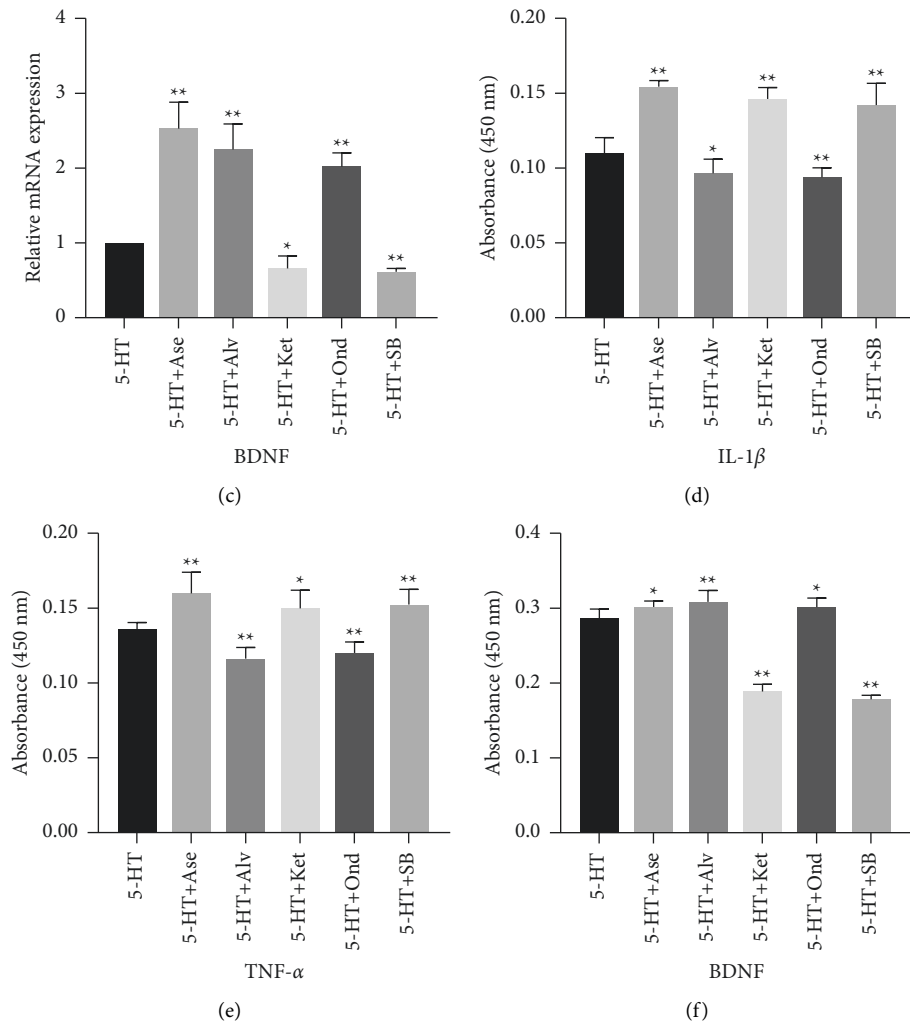 4
3
2
1
0
Relative mRNA expression
**
**
*
**
**
5-HT
5-HT+Ase
5-HT+Alv
5-HT+Ket
5-HT+Ond
5-HT+SB
BDNF
(c)
0.20
0.15
0.10
0.05
0.00
Absorbance (450 nm)
**
*
**
**
**
5-HT
5-HT+Ase
5-HT+Alv
5-HT+Ket
5-HT+Ond
5-HT+SB
IL-1β
(d)
0.20
0.15
0.10
0.05
0.00
Absorbance (450 nm)
**
**
*
**
**
5-HT
5-HT+Ase
5-HT+Alv
5-HT+Ket
5-HT+Ond
5-HT+SB
TNF-α
(e)
0.4
0.3
0.2
0.1
0.0
Absorbance (450 nm)
*
**
**
*
**
5-HT
5-HT+Ase
5-HT+Alv
5-HT+Ket
5-HT+Ond
5-HT+SB
BDNF
(f)